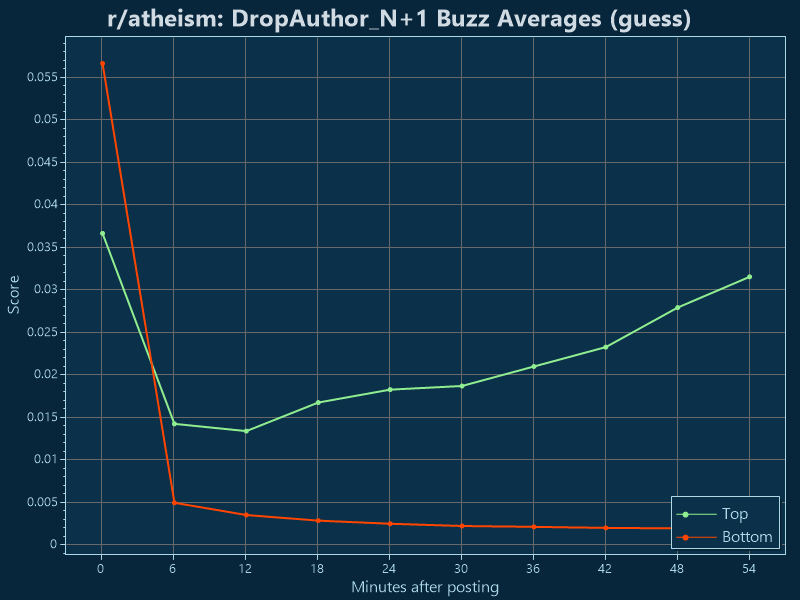 r/atheism: DropAuthor_N+1 Buzz Averages (guess)
0.055
0.05
0.045
0.04
0.035
0.03
0.025
0.02
0.015
0.01
0.005
0
Score
Top
Bottom
0 6 12 18 24 30 36 42 48 54
Minutes after posting